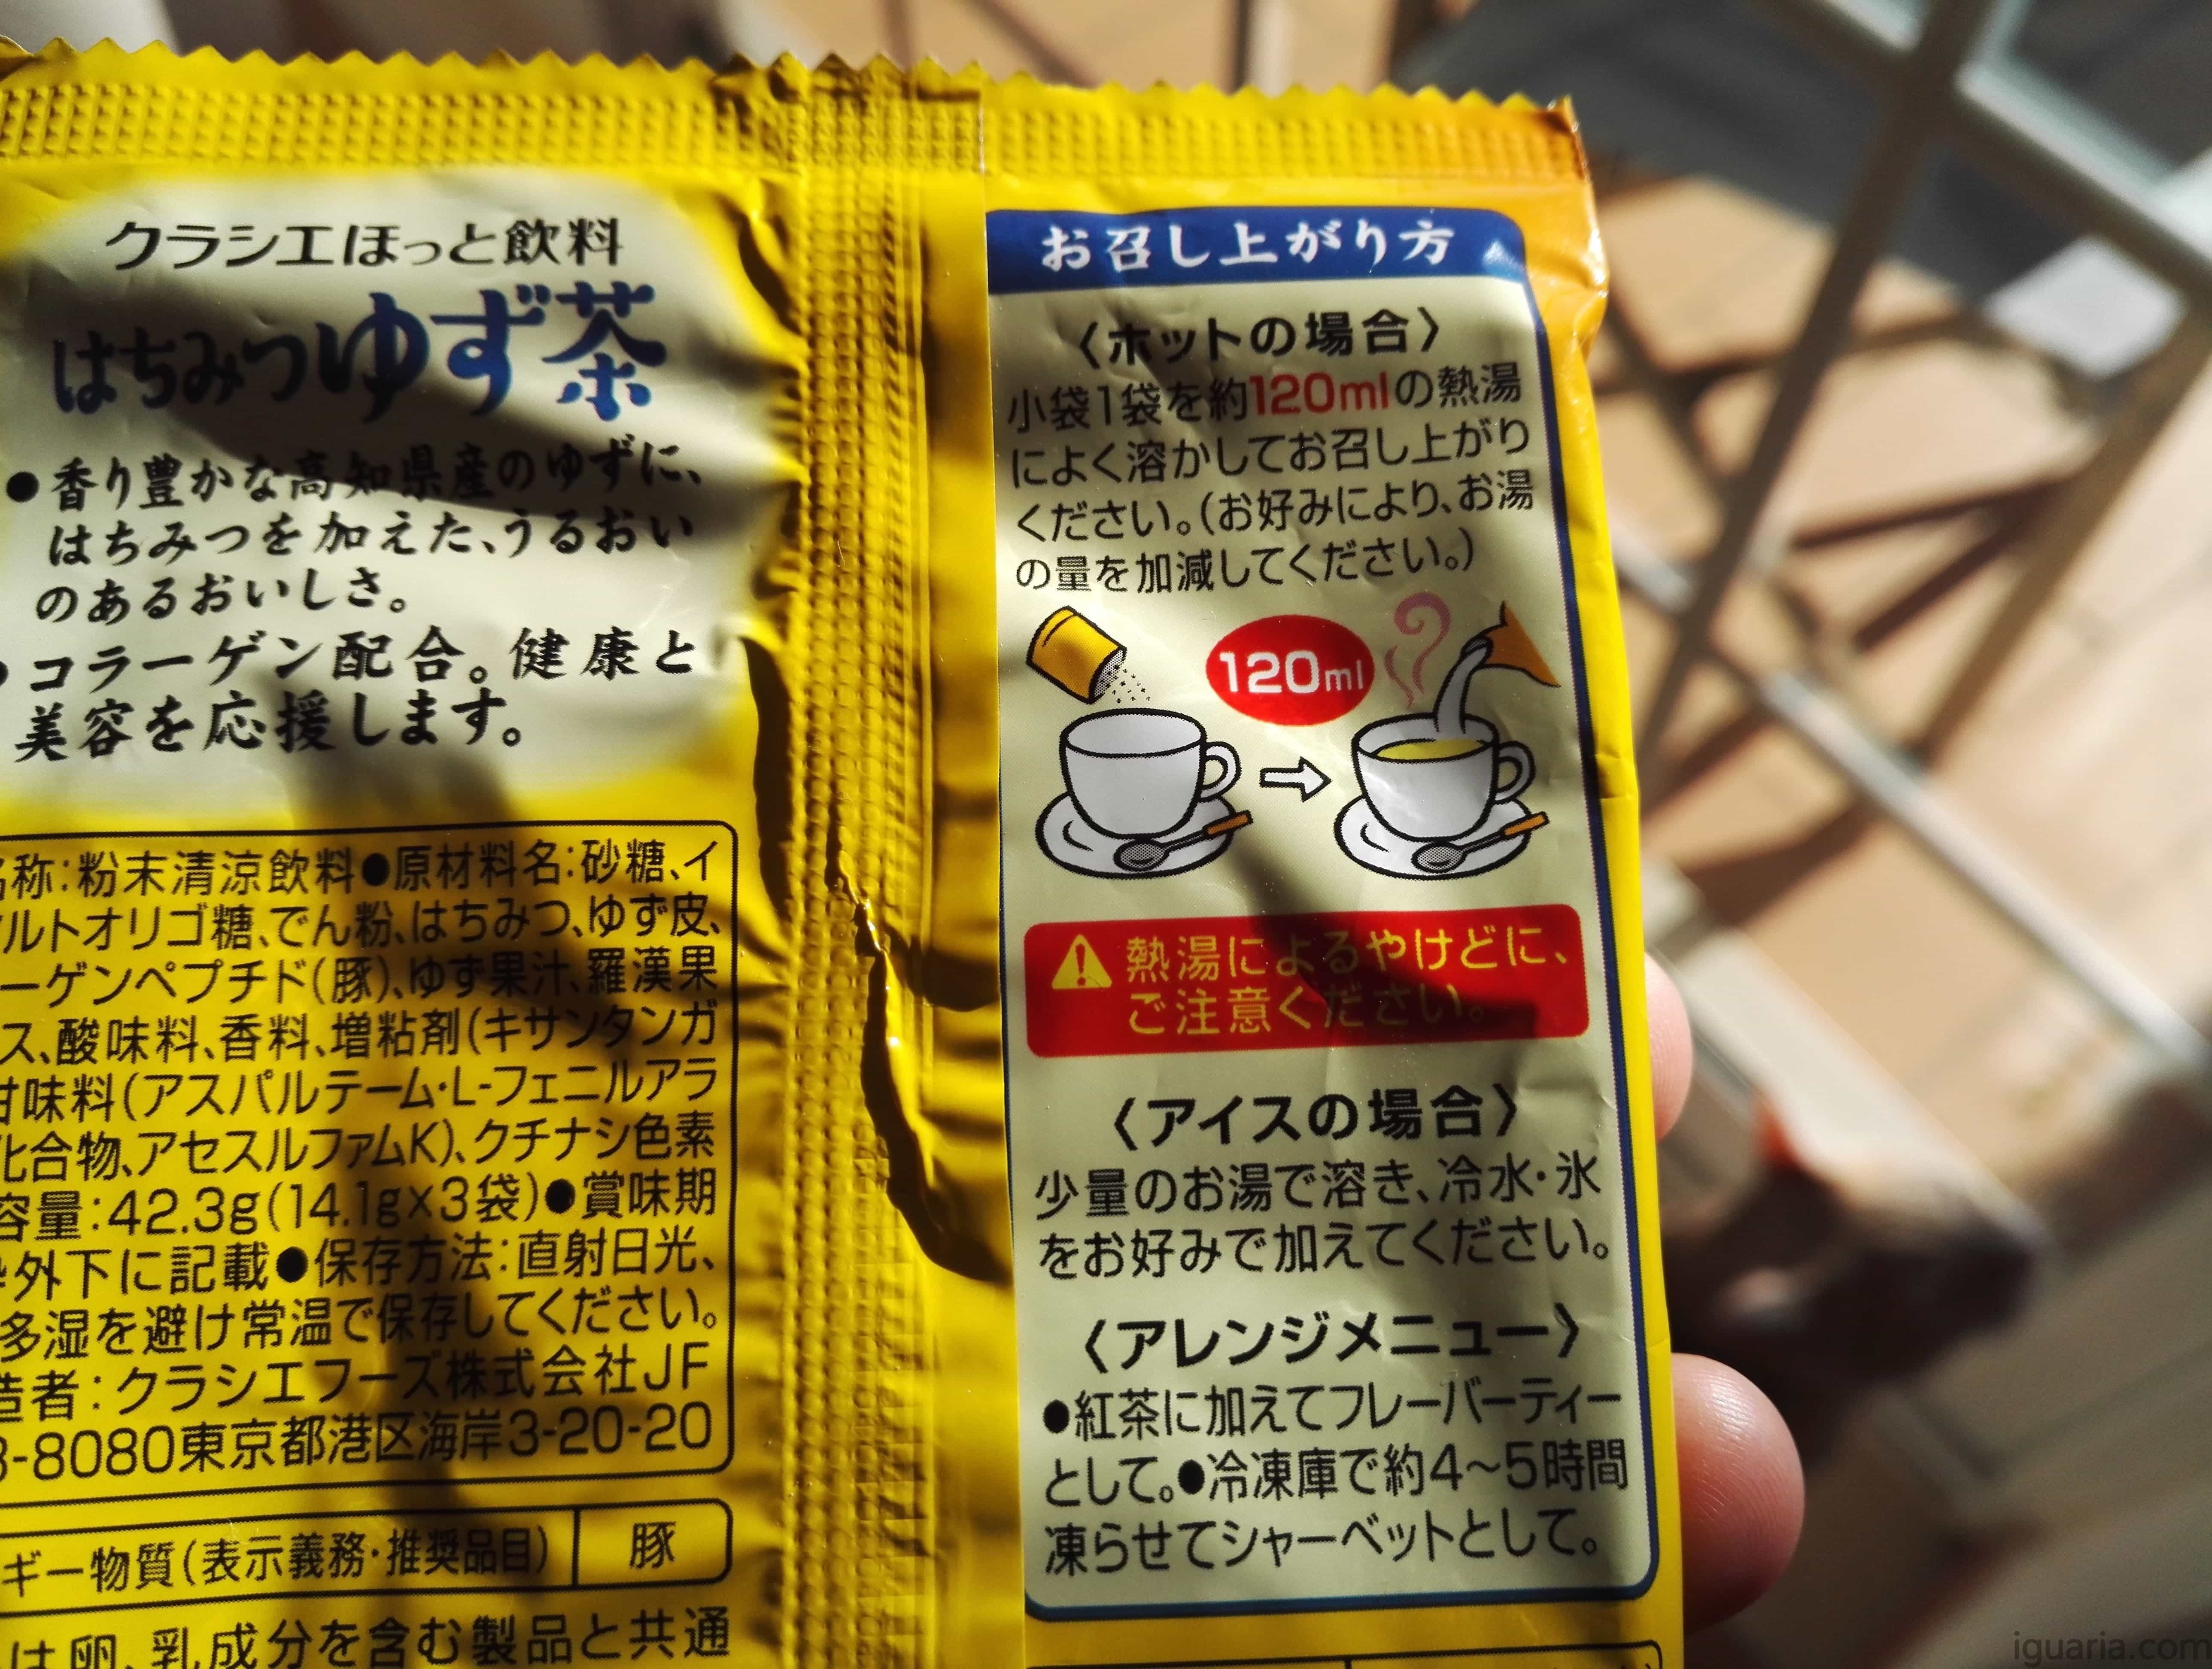 クラシエほっと飲料
はちみつゆず茶
●香り豊かな高知県産のゆずに、
はちみつを加えた、うるおい
のあるおいしさ。
コラーゲン配合。健康と
美容を応援します。
称:粉末清涼飲料●原材料名:砂糖、イ
ルトオリゴ糖、でん粉、はちみつ、ゆず皮、
ーゲンペプチド(豚)、ゆず果汁、羅漢果
ス、酸味料、香料、増粘剤(キサンタンガ
甘味料(アスパルテーム・L-フェニルアラ
化合物、アセスルファムK)、クチナシ色素
容量:42.3g(14.1g×3袋)●賞味期
外下に記載●保存方法:直射日光、
多湿を避け常温で保存してください。
造者:クラシエフーズ株式会社JF
-8080東京都港区海岸3-20-20
ギー物質(表示義務・推奨品目) 豚
は卵、乳成分を含む製品と共通
お召し上がり方
〈ホットの場合〉
小袋1袋を約120mlの熱湯
によく溶かしてお召し上がり
ください。(お好みにより、お湯
の量を加減してください。)
120ml
熱湯によるやけどに、
ご注意ください。
〈アイスの場合〉
少量のお湯で溶き、冷水・氷
をお好みで加えてください。
〈アレンジメニュー〉
●紅茶に加えてフレーバーティー
として。●冷凍庫で約4〜5時間
凍らせてシャーベットとして。
iguaria.com